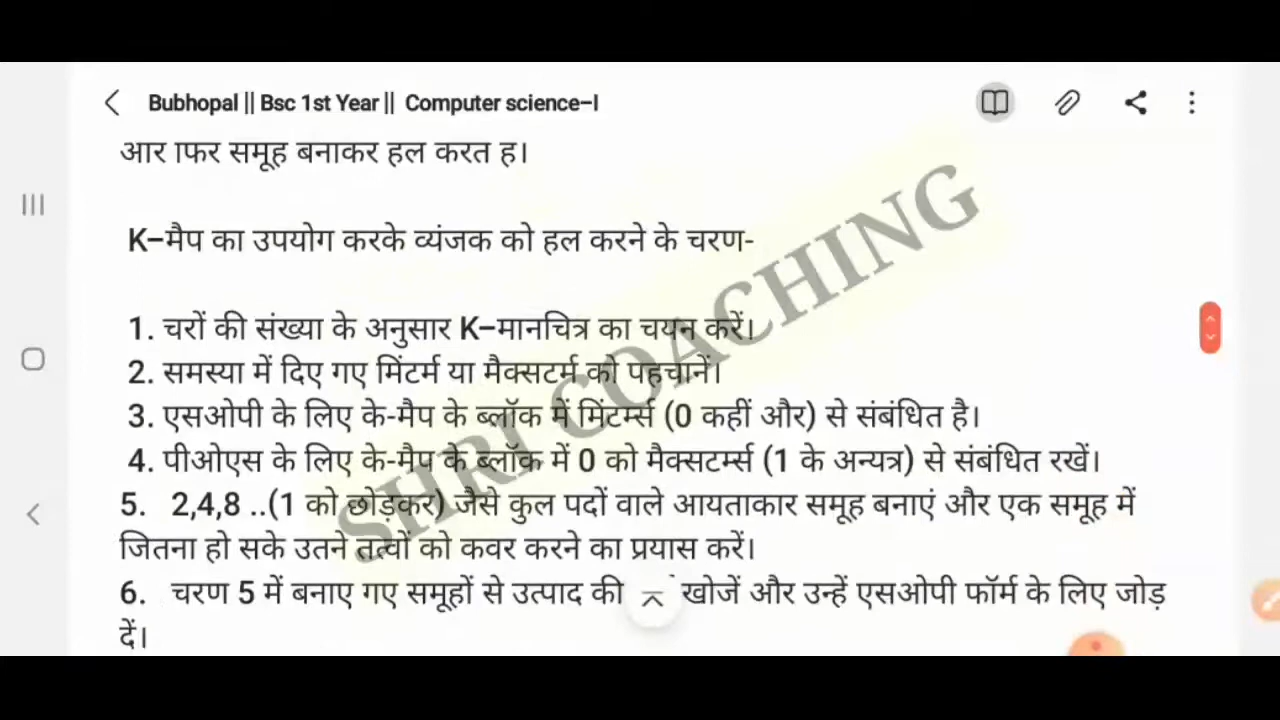 Bubhopal || Bsc 1st Year || Computer science-I
आर ाफर समूह बनाकर हल करत ह।
K-मैप का उपयोग करके व्यंजक को हल करने के चरण-
1. चरों की संख्या के अनुसार K-मानचित्र का चयन करें।
2. समस्या में दिए गए मिंटर्म या मैक्सटर्म को पहचानें।
3. एसओपी के लिए के-मैप के ब्लॉक में मिंटर्म्स (0 कहीं और) से संबंधित है।
4. पीओएस के लिए के-मैप के ब्लॉक में 0 को मैक्सटर्म्स (1 के अन्यत्र) से संबंधित रखें।
5. 2,4,8 ..(1 को छोड़कर) जैसे कुल पदों वाले आयताकार समूह बनाएं और एक समूह में
जितना हो सके उतने तत्वों को कवर करने का प्रयास करें।
6. चरण 5 में बनाए गए समूहों से उत्पाद की खोजें और उन्हें एसओपी फॉर्म के लिए जोड़
दें।
SHRI COACHING